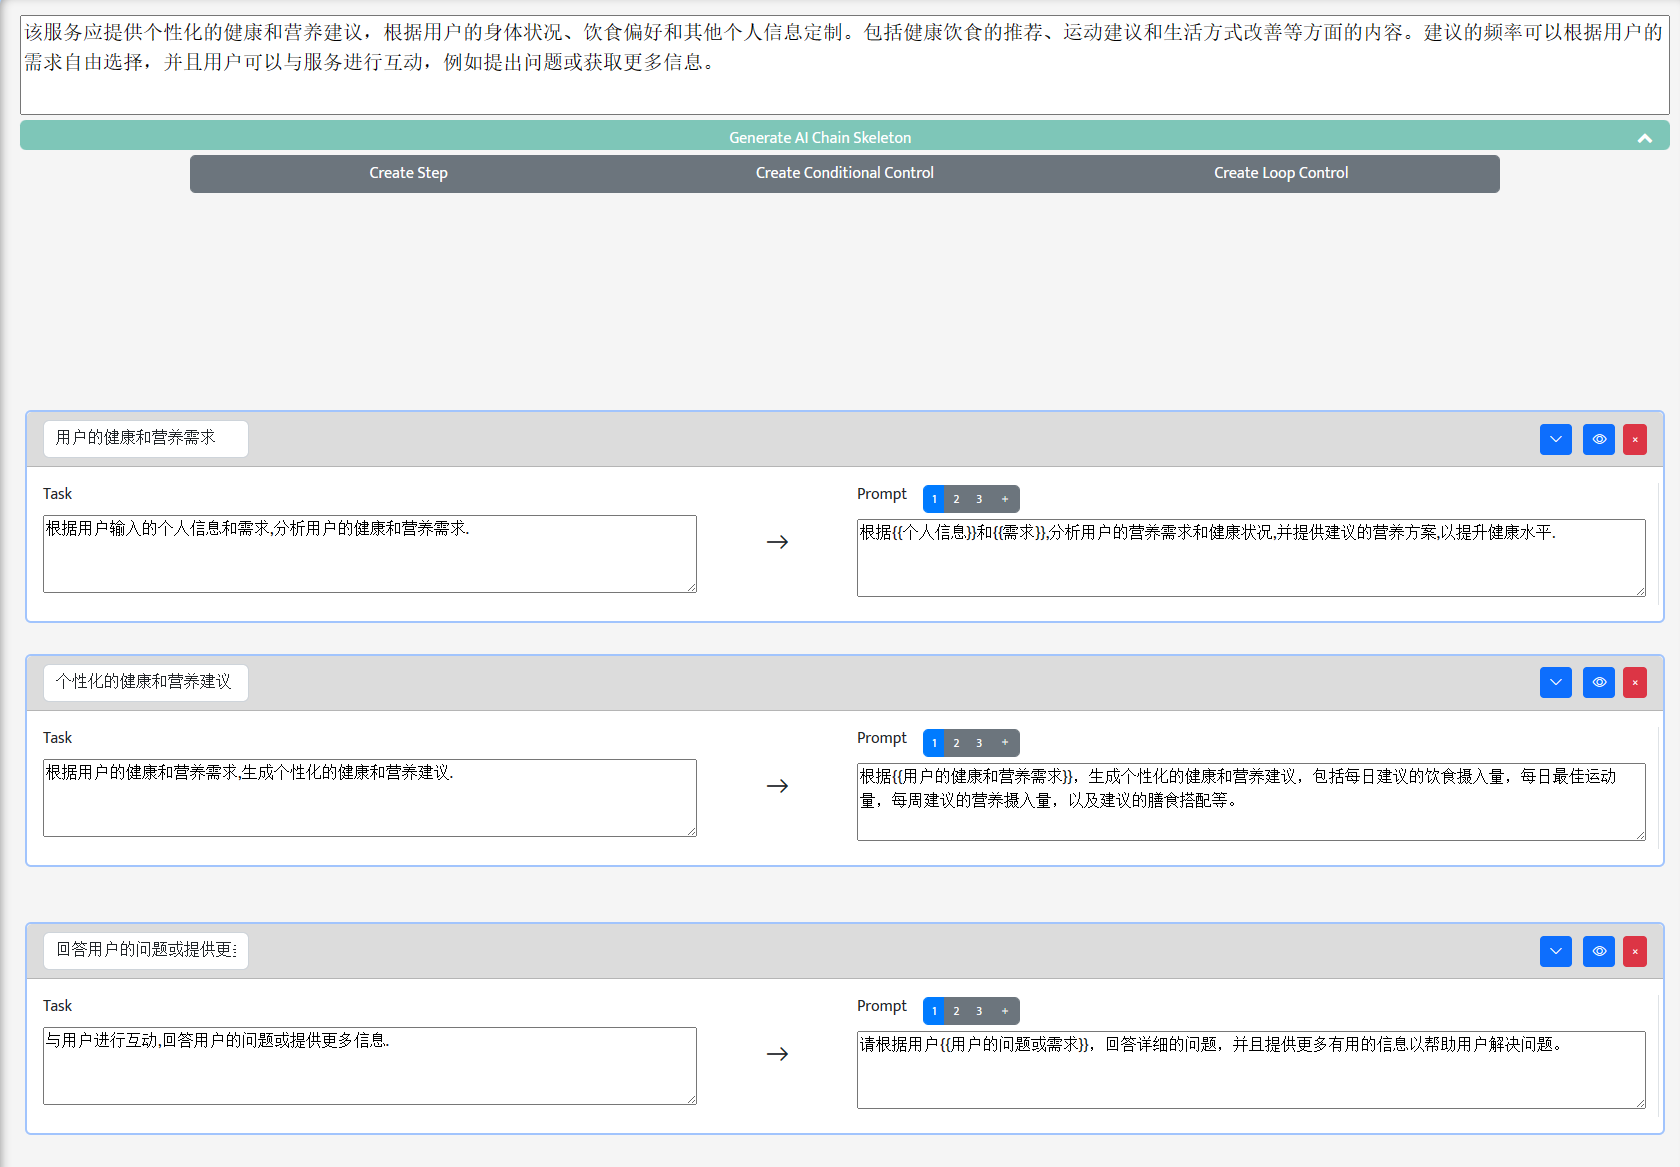 该服务应提供个性化的健康和营养建议，根据用户的身体状况、饮食偏好和其他个人信息定制。包括健康饮食的推荐、运动建议和生活方式改善等方面的内容。建议的频率可以根据用户的
需求自由选择，并且用户可以与服务进行互动，例如提出问题或获取更多信息。
Generate AI Chain Skeleton
Create Step Create Conditional Control Create Loop Control
用户的健康和营养需求
Task Prompt 1 2 3 +
根据用户输入的个人信息和需求,分析用户的健康和营养需求.
根据{{个人信息}}和{{需求}},分析用户的营养需求和健康状况,并提供建议的营养方案,以提升健康水平.
个性化的健康和营养建议
Task Prompt 1 2 3 +
根据用户的健康和营养需求,生成个性化的健康和营养建议.
根据{{用户的健康和营养需求}}，生成个性化的健康和营养建议，包括每日建议的饮食摄入量，每日最佳运动
量，每周建议的营养摄入量，以及建议的膳食搭配等。
回答用户的问题或提供更
Task Prompt 1 2 3 +
与用户进行互动,回答用户的问题或提供更多信息.
请根据用户{{用户的问题或需求}}，回答详细的问题，并且提供更多有用的信息以帮助用户解决问题。